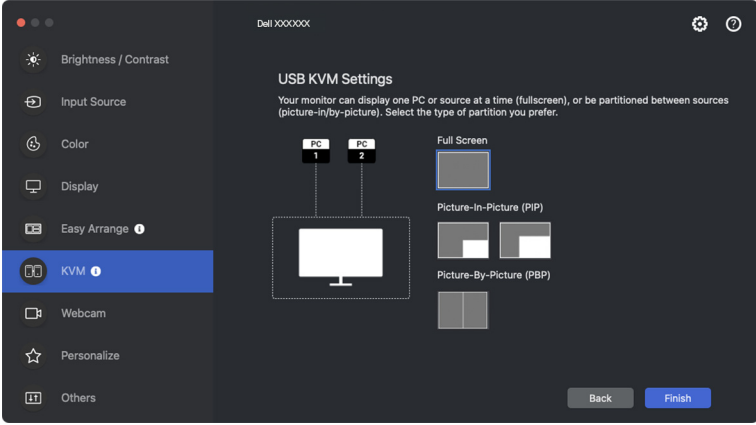 Dell XXXXXX
Brightness / Contrast
Input Source
Color
Display
Easy Arrange
KVM
Webcam
Personalize
Others
USB KVM Settings
Your monitor can display one PC or source at a time (fullscreen), or be partitioned between sources
(picture-in/by-picture). Select the type of partition you prefer.
PC
1
PC
2
Full Screen
Picture-In-Picture (PIP)
Picture-By-Picture (PBP)
Back
Finish